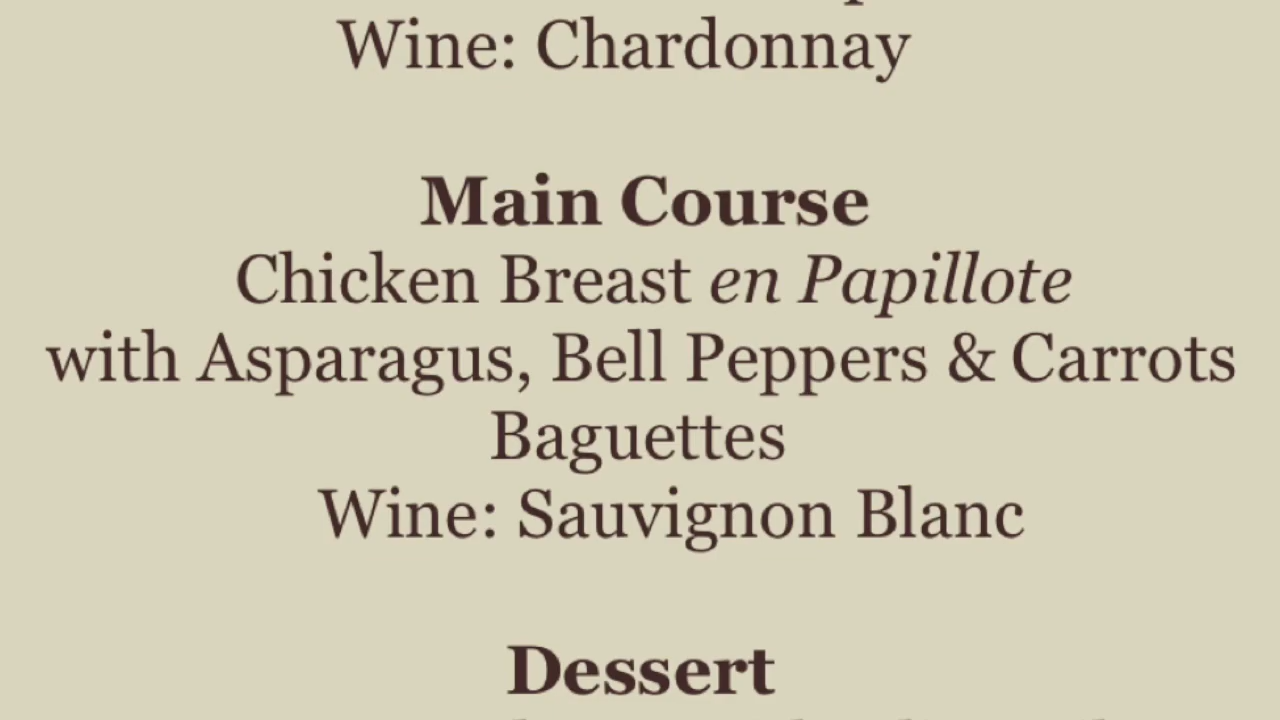 Wine: Chardonnay
Main Course
Chicken Breast en Papillote
with Asparagus, Bell Peppers & Carrots
Baguettes
Wine: Sauvignon Blanc
Dessert